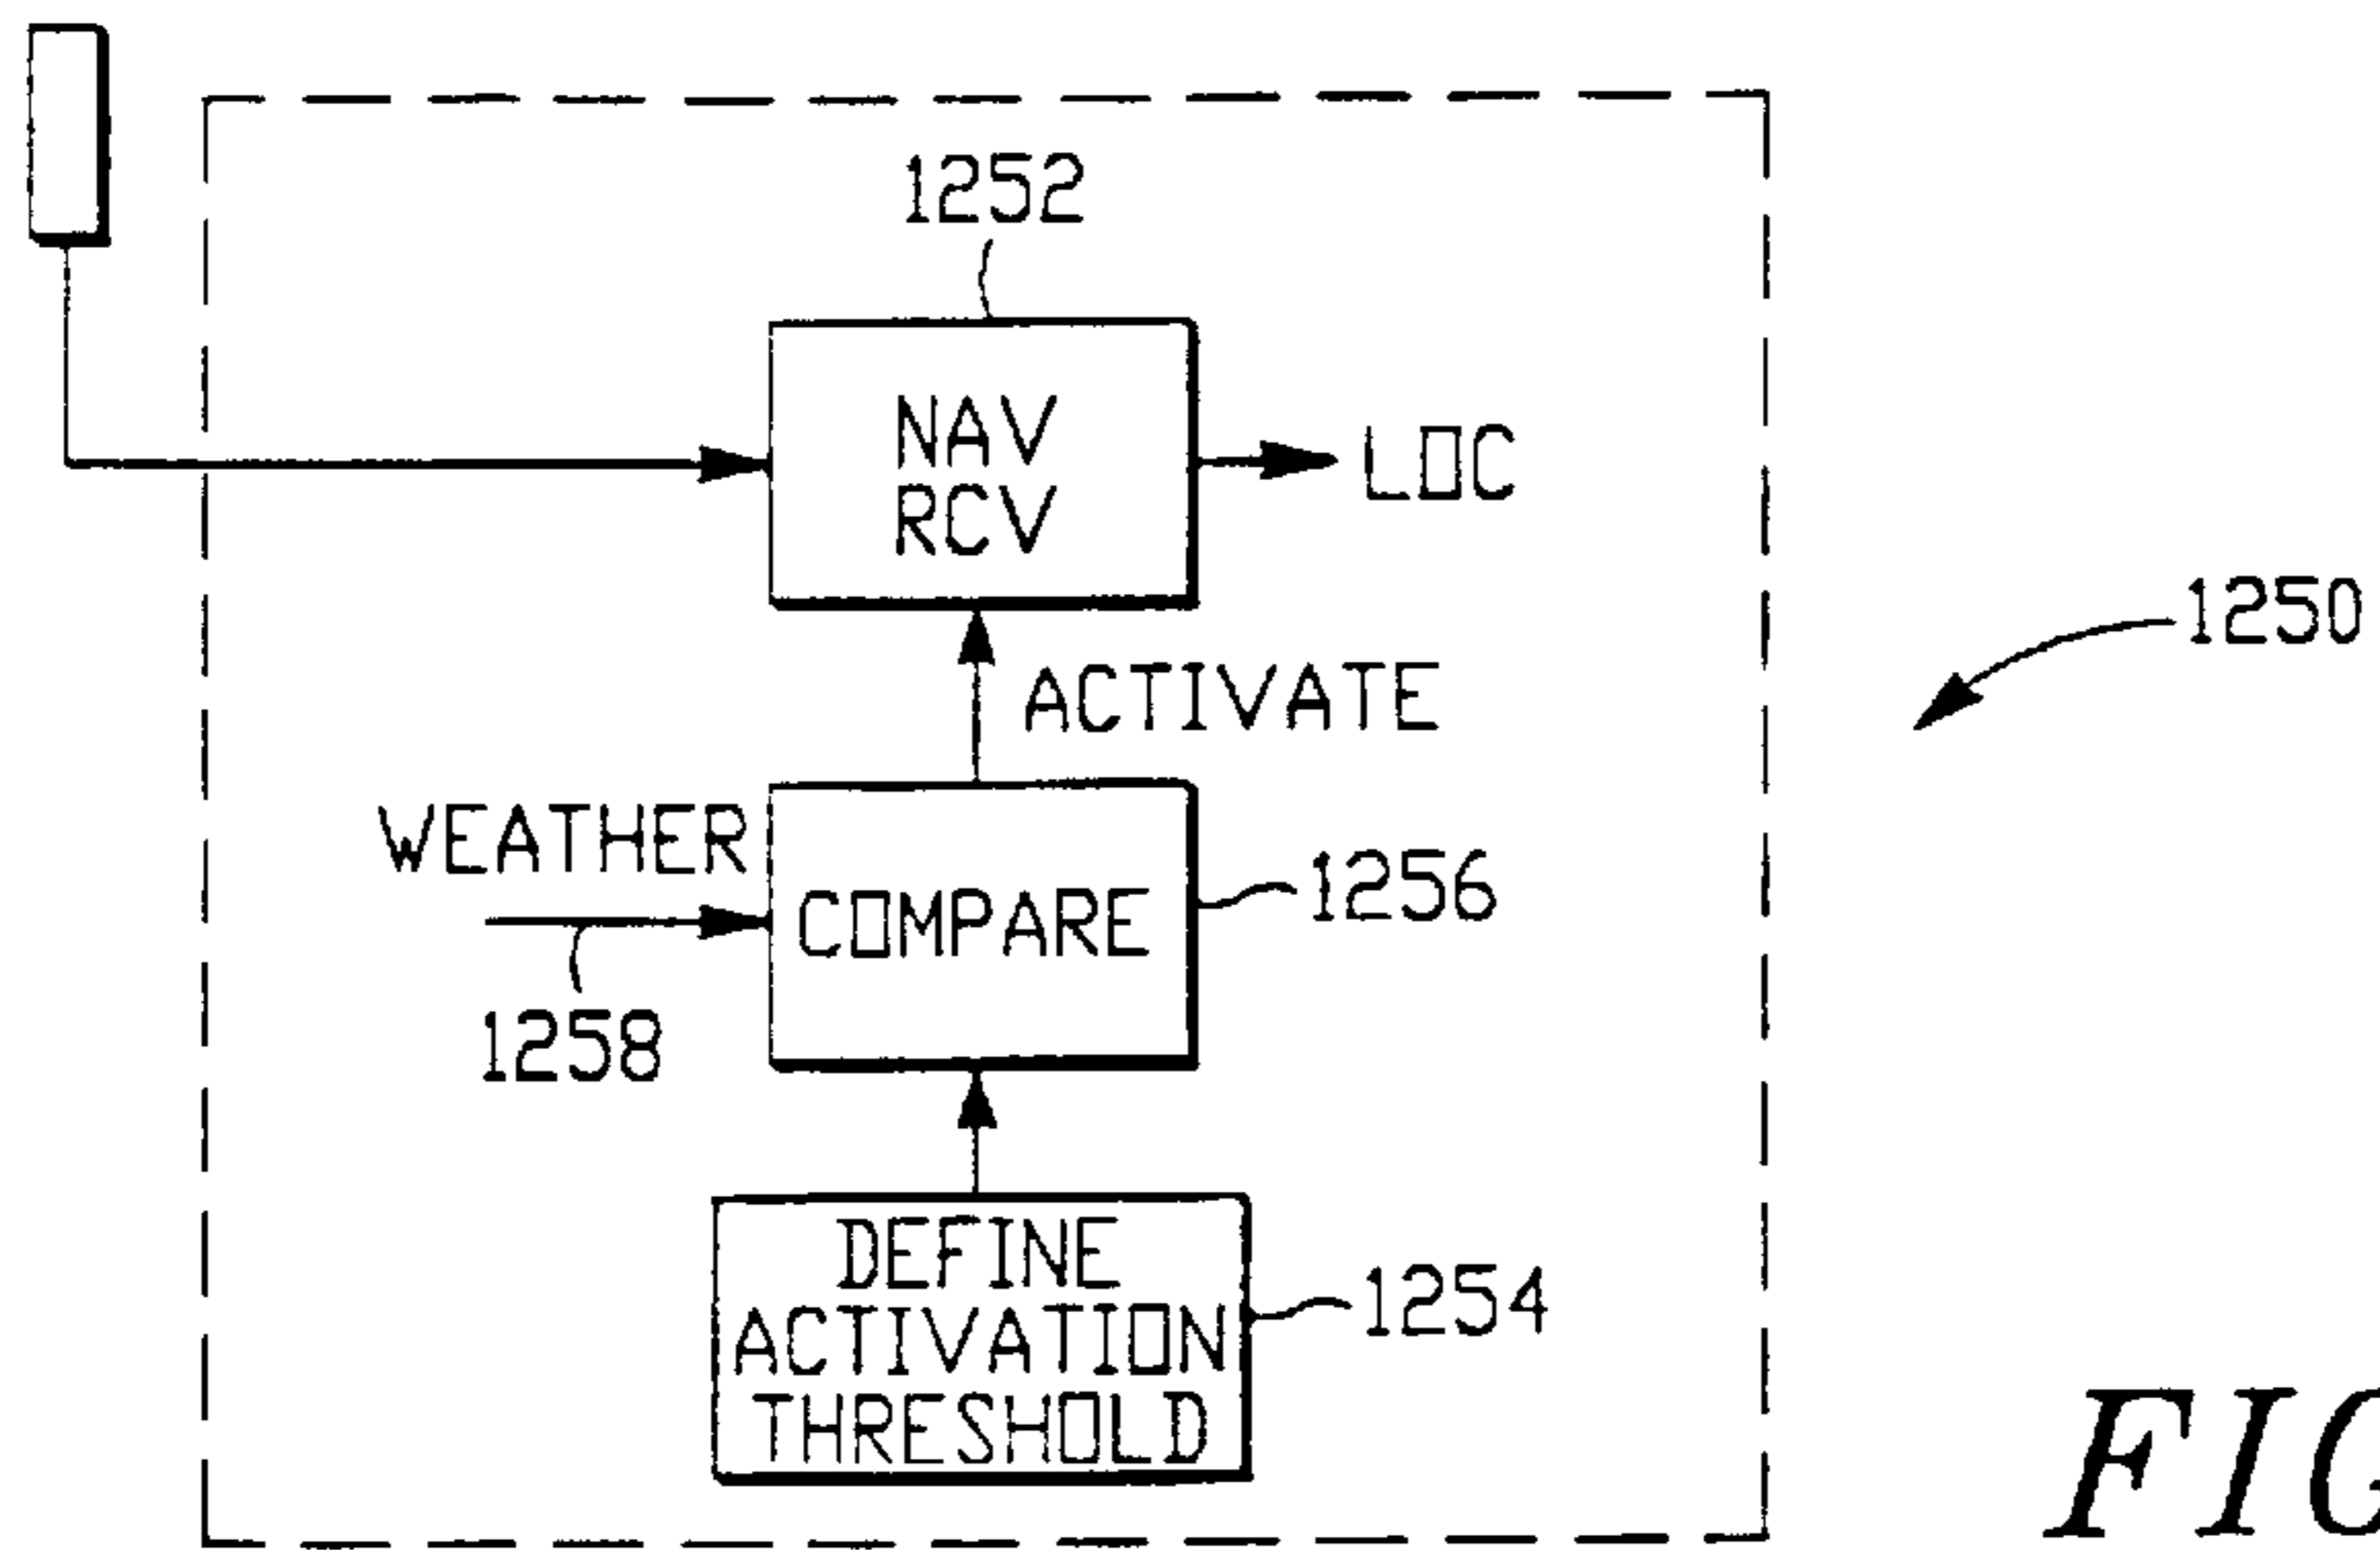 1252
NAV
RCV
LOC
1250
ACTIVATE
WEATHER
COMPARE
1256
1258
DEFINE
ACTIVATION
THRESHOLD
1254
FIG